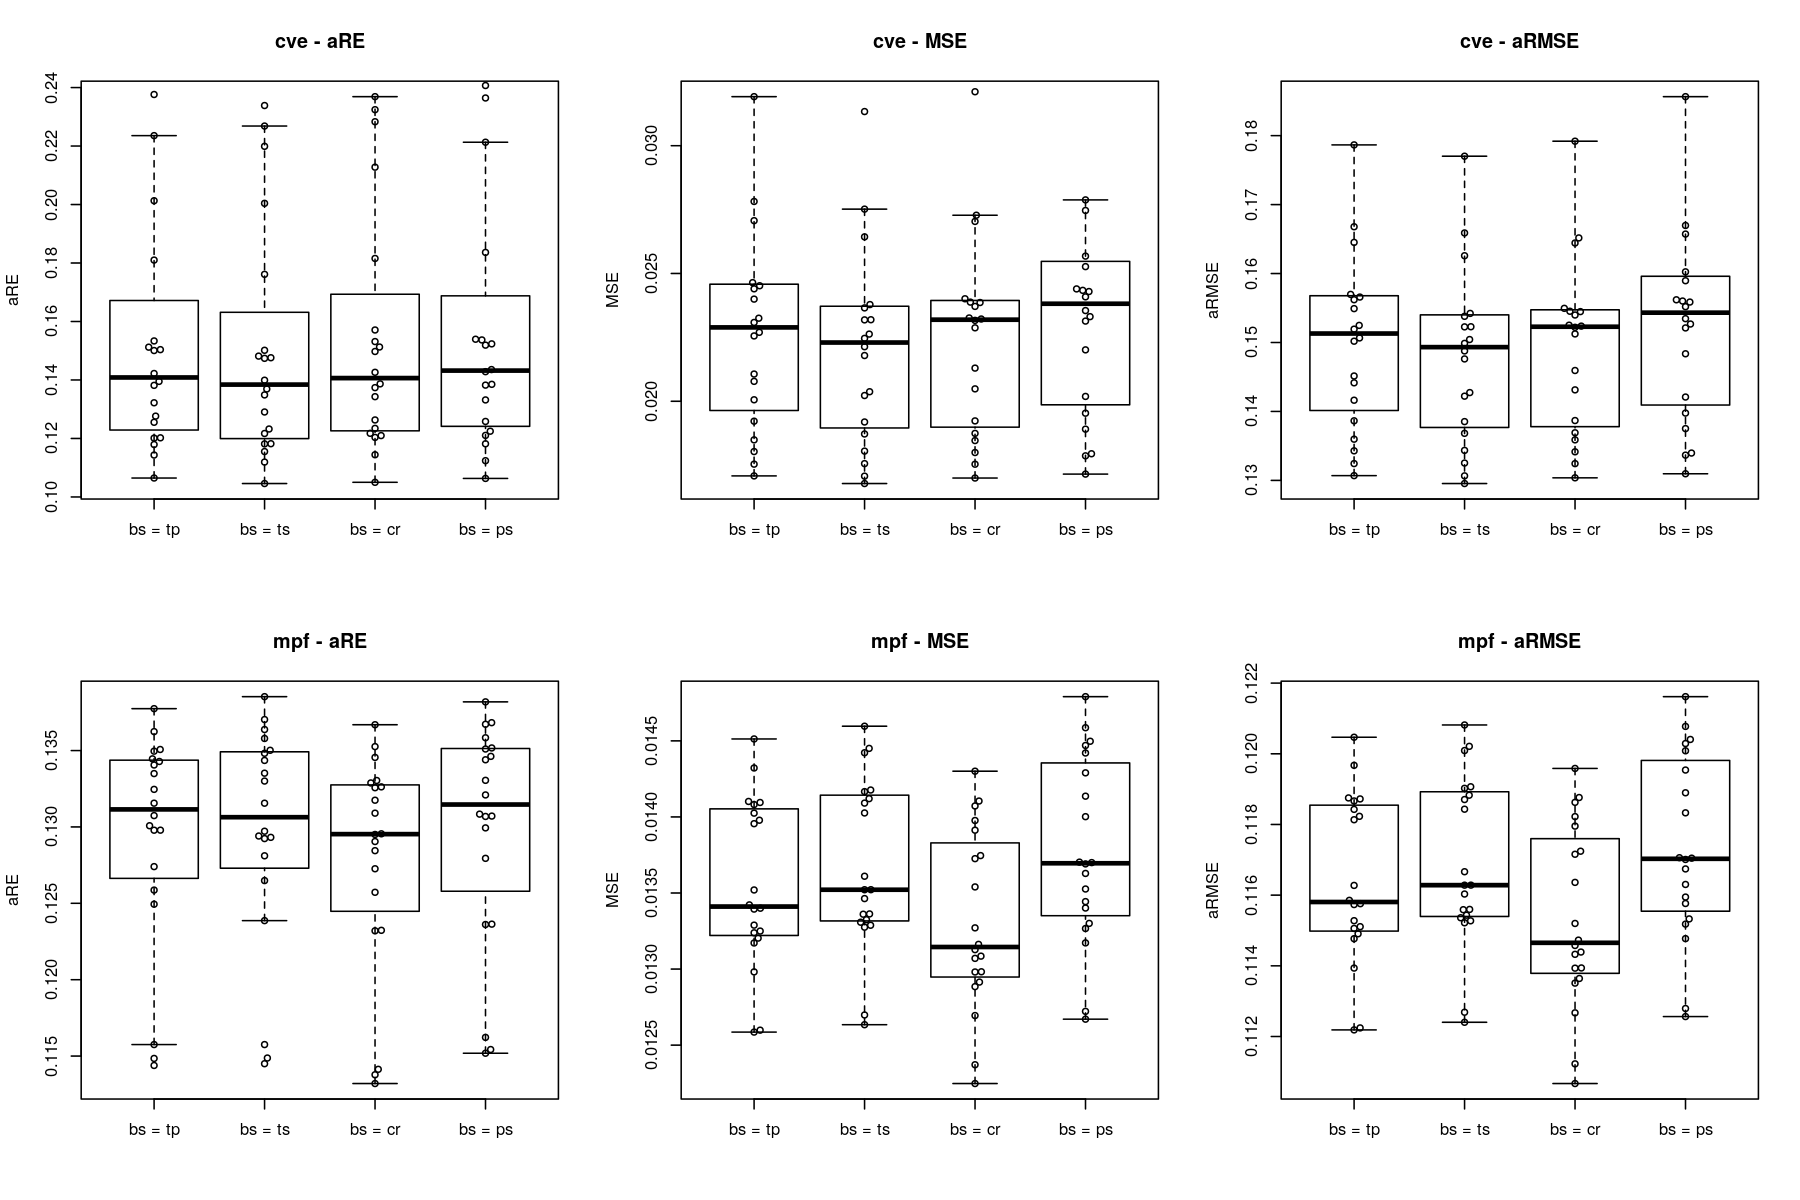 cve - aRE
aRE
0.10 0.12 0.14 0.16 0.18 0.20 0.22 0.24
bs = tp bs = ts bs = cr bs = ps
cve - MSE
MSE
0.020 0.025 0.030
bs = tp bs = ts bs = cr bs = ps
cve - aRMSE
aRMSE
0.13 0.14 0.15 0.16 0.17 0.18
bs = tp bs = ts bs = cr bs = ps
mpf - aRE
aRE
0.115 0.120 0.125 0.130 0.135
bs = tp bs = ts bs = cr bs = ps
mpf - MSE
MSE
0.0125 0.0130 0.0135 0.0140 0.0145
bs = tp bs = ts bs = cr bs = ps
mpf - aRMSE
aRMSE
0.112 0.114 0.116 0.118 0.120 0.122
bs = tp bs = ts bs = cr bs = ps